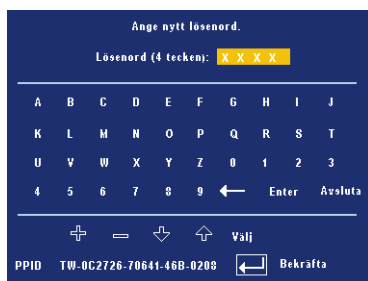 Ange nytt lösenord.
Lösenord (4 tecken): X X X X
A B C D E F G H I J
K L M N O P Q R S T
U V W X Y Z 0 1 2 3
4 5 6 7 8 9 ← Enter Avsluta
Välj
PPID TW-0C2726-70641-46B-0208 Bekräfta